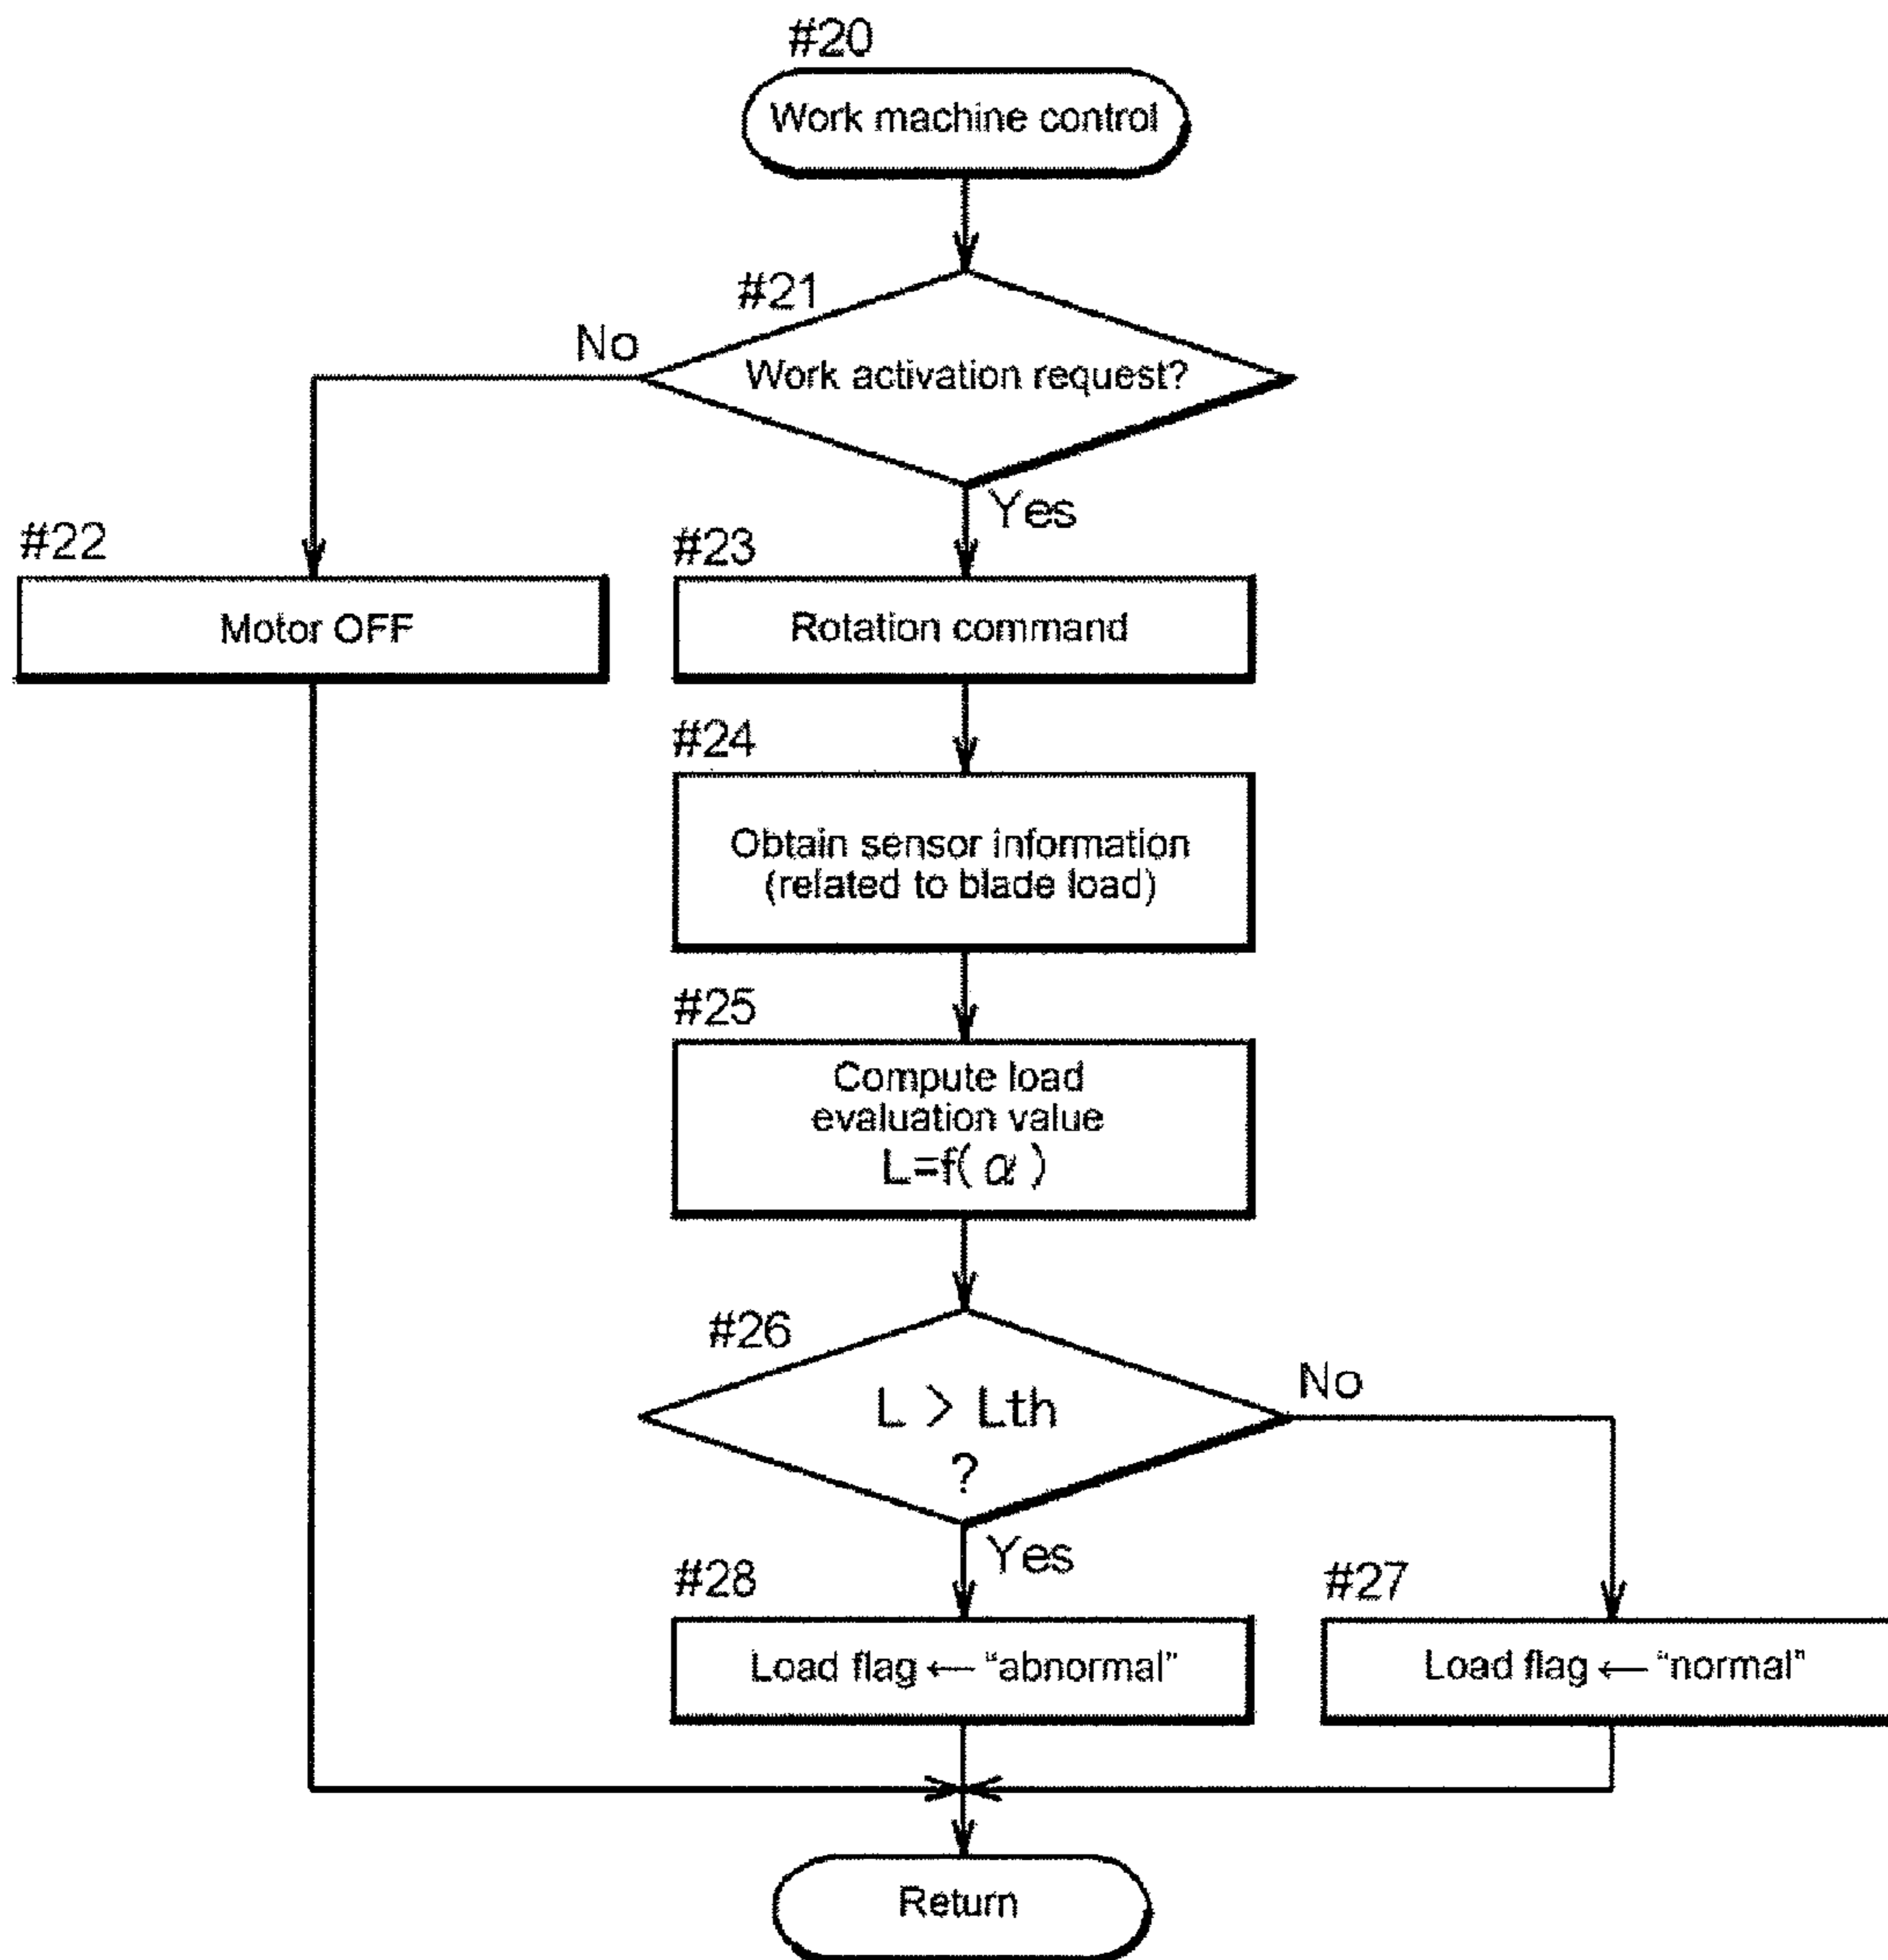 #20
Work machine control
#21
No
Work activation request?
Yes
#22
Motor OFF
#23
Rotation command
#24
Obtain sensor information
(related to blade load)
#25
Compute load
evaluation value
L=f( α )
#26
No
L > Lth
?
Yes
#28
Load flag ← “abnormal”
#27
Load flag ← “normal”
Return